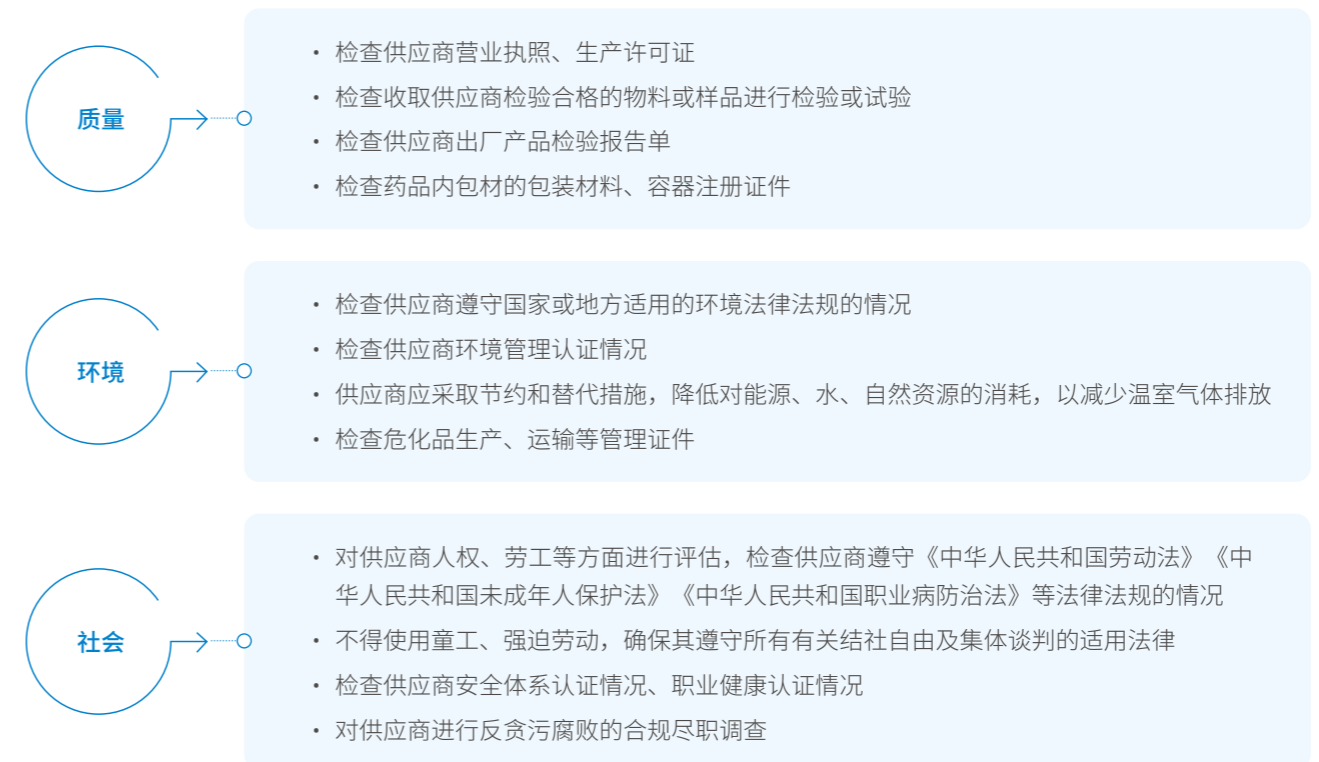 质量
• 检查供应商营业执照、生产许可证
• 检查收取供应商检验合格的物料或样品进行检验或试验
• 检查供应商出厂产品检验报告单
• 检查药品内包材的包装材料、容器注册证件
环境
• 检查供应商遵守国家或地方适用的环境法律法规的情况
• 检查供应商环境管理认证情况
• 供应商应采取节约和替代措施，降低对能源、水、自然资源的消耗，以减少温室气体排放
• 检查危化品生产、运输等管理证件
社会
• 对供应商人权、劳工等方面进行评估，检查供应商遵守《中华人民共和国劳动法》《中
华人民共和国未成年人保护法》《中华人民共和国职业病防治法》等法律法规的情况
• 不得使用童工、强迫劳动，确保其遵守所有有关结社自由及集体谈判的适用法律
• 检查供应商安全体系认证情况、职业健康认证情况
• 对供应商进行反贪污腐败的合规尽职调查